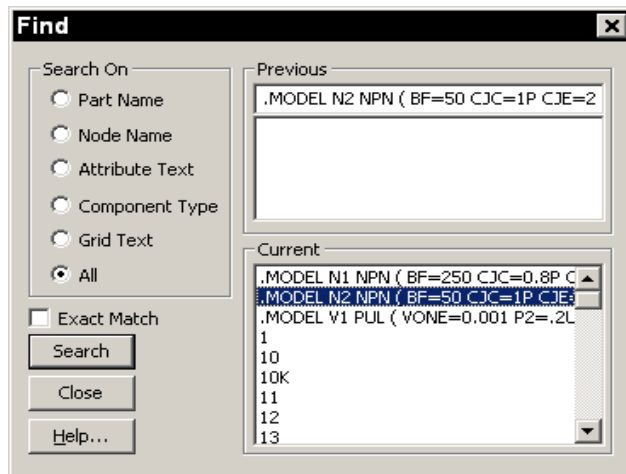 Find
Search On
Part Name
Node Name
Attribute Text
Component Type
Grid Text
All
Exact Match
Search
Close
Help...
Previous
.MODEL N2 NPN ( BF=50 CJC=1P CJE=2
Current
.MODEL N1 NPN ( BF=250 CJC=0.8P C
.MODEL N2 NPN ( BF=50 CJC=1P CJE=
.MODEL V1 PUL ( VONE=0.001 P2=.2U
1
10
10K
11
12
13